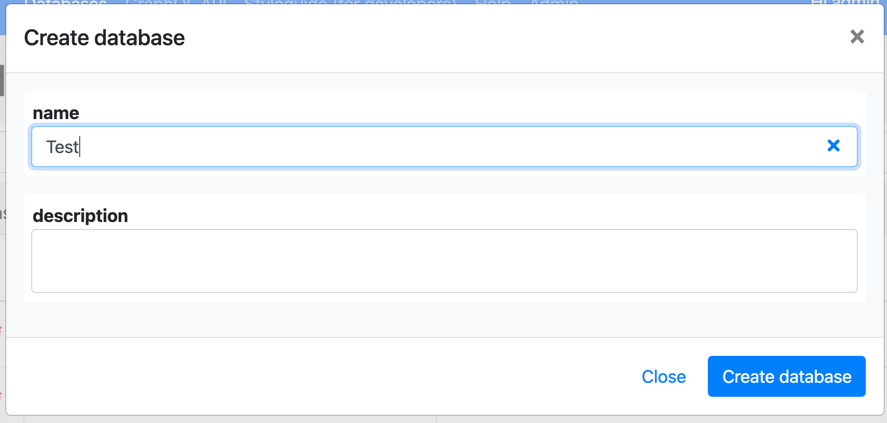 Databases GraphQL API Styleguide (for developers) Help Admin Hi admin
Create database
×
name
Test
×
description
Close
Create database